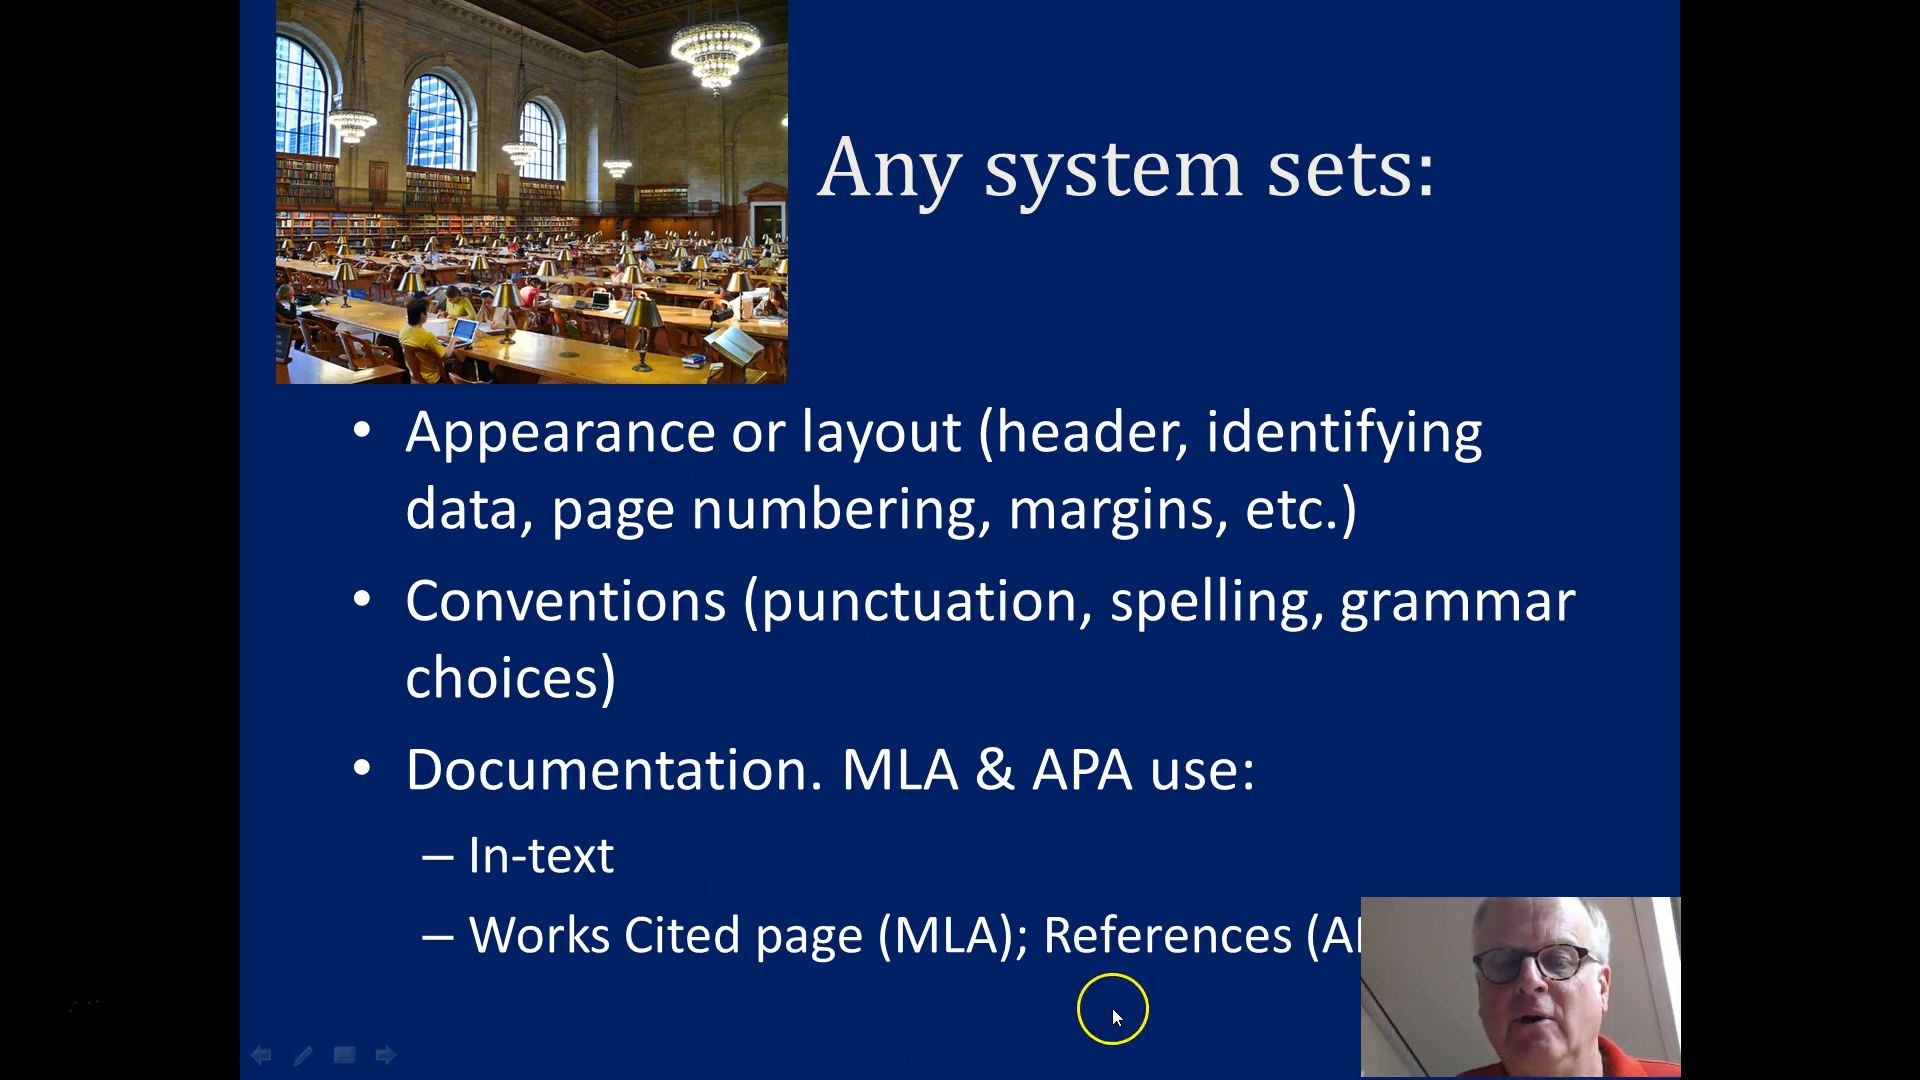 Any system sets:
• Appearance or layout (header, identifying
data, page numbering, margins, etc.)
• Conventions (punctuation, spelling, grammar
choices)
• Documentation. MLA & APA use:
– In-text
– Works Cited page (MLA); References